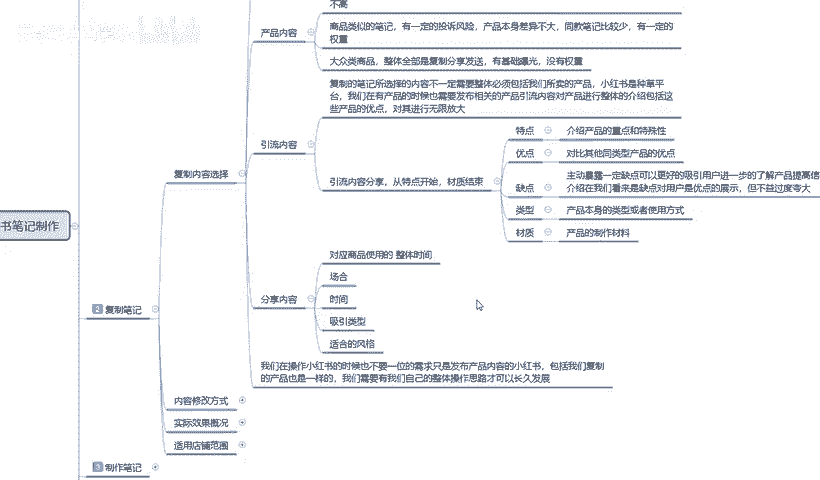 不高
产品内容
商品类似的笔记，有一定的投诉风险，产品本身差异不大，同款笔记比较少，有一定的
权重
大众类商品，整体全部是复制分享发送，有基础曝光，没有权重
复制的笔记所选择的内容不一定需要整体必须包括我们所卖的产品，小红书是种草平
台，我们在有产品的时候也需要发布相关的产品引流内容对产品进行整体的介绍包括这
些产品的优点，对其进行无限放大
引流内容
特点
介绍产品的重点和特殊性
优点
对比其他同类型产品的优点
复制内容选择
引流内容分享，从特点开始，材质结束
主动暴露一定缺点可以更好的吸引用户进一步的了解产品提高信
缺点
介绍在我们看来是缺点对用户是优点的展示，但不益过度夸大
类型
产品本身的类型或者使用方式
书笔记制作
材质
产品的制作材料
对应商品使用的 整体时间
场合
分享内容
时间
2 复制笔记
吸引类型
适合的风格
我们在操作小红书的时候也不要一位的需求只是发布产品内容的小红书，包括我们复制
的产品也是一样的，我们需要有我们自己的整体操作思路才可以长久发展
内容修改方式
实际效果概况
适用店铺范围
3 制作笔记